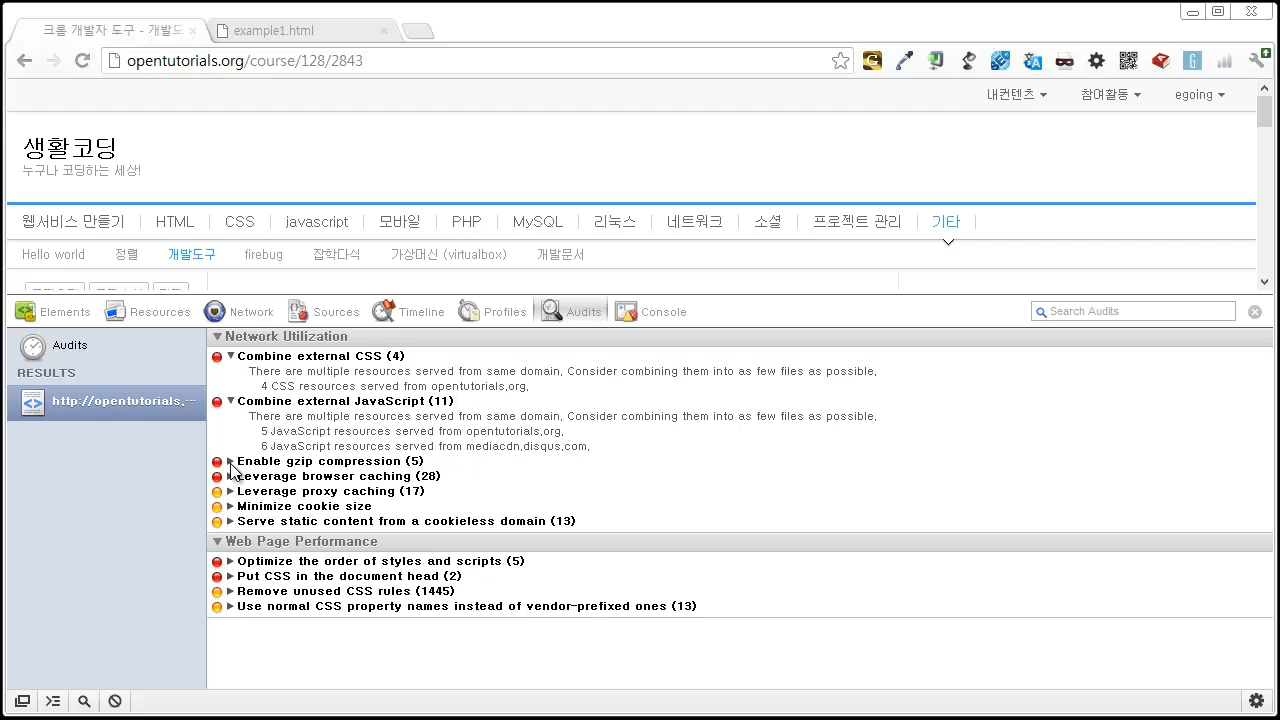 크롬 개발자 도구 - 개발도
example1.html
opentutorials.org/course/128/2843
내컨텐츠 참여활동 egoing
생활코딩
누구나 코딩하는 세상!
웹서비스 만들기 HTML CSS javascript 모바일 PHP MySQL 리눅스 네트워크 소셜 프로젝트 관리 기타
Hello world 정렬 개발도구 firebug 잡학다식 가상머신 (virtualbox) 개발문서
Elements Resources Network Sources Timeline Profiles Audits Console Search Audits
Audits
RESULTS
http://opentutorials.…
Network Utilization
Combine external CSS (4)
There are multiple resources served from same domain. Consider combining them into as few files as possible.
4 CSS resources served from opentutorials.org.
Combine external JavaScript (11)
There are multiple resources served from same domain. Consider combining them into as few files as possible.
5 JavaScript resources served from opentutorials.org.
6 JavaScript resources served from mediacdn.disqus.com.
Enable gzip compression (5)
Leverage browser caching (28)
Leverage proxy caching (17)
Minimize cookie size
Serve static content from a cookieless domain (13)
Web Page Performance
Optimize the order of styles and scripts (5)
Put CSS in the document head (2)
Remove unused CSS rules (1445)
Use normal CSS property names instead of vendor-prefixed ones (13)